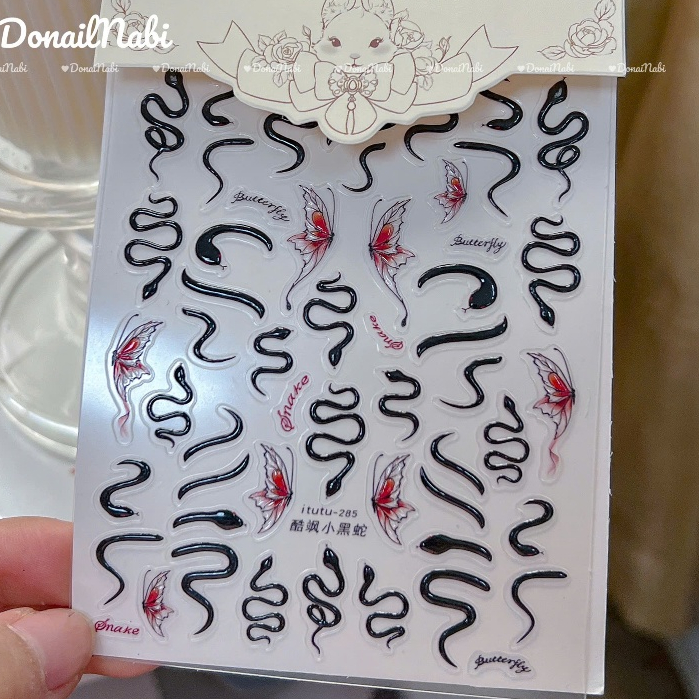 DonailNabi
DonaiNabi ♥DonaiNabi ♥DonaiNabi ♥DonaiNabi ♥DonaiNabi
Butterfly
Butterfly
Snake
Snake
itutu-285
酷飒小黑蛇
Snake
Butterfly